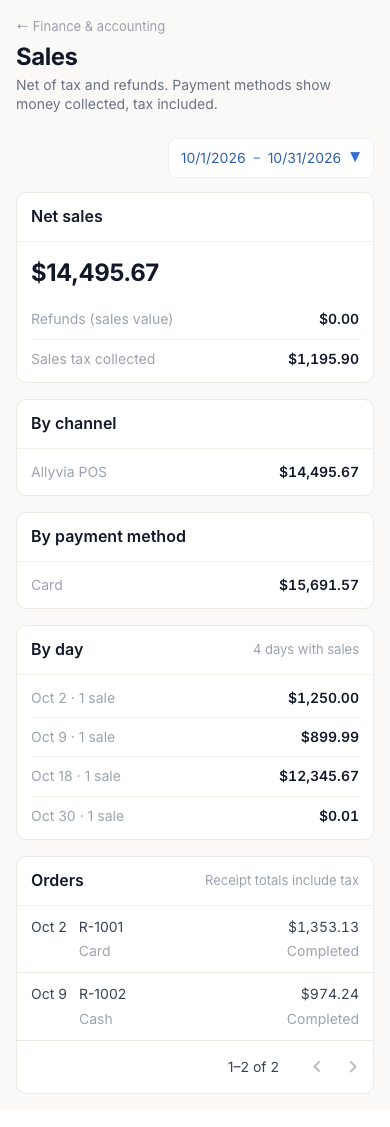 ← Finance & accounting
Sales
Net of tax and refunds. Payment methods show
money collected, tax included.
10/1/2026 – 10/31/2026 ▼
Net sales
$14,495.67
Refunds (sales value) $0.00
Sales tax collected $1,195.90
By channel
Allyvia POS $14,495.67
By payment method
Card $15,691.57
By day 4 days with sales
Oct 2 · 1 sale $1,250.00
Oct 9 · 1 sale $899.99
Oct 18 · 1 sale $12,345.67
Oct 30 · 1 sale $0.01
Orders Receipt totals include tax
Oct 2 R-1001 $1,353.13
Card Completed
Oct 9 R-1002 $974.24
Cash Completed
1–2 of 2